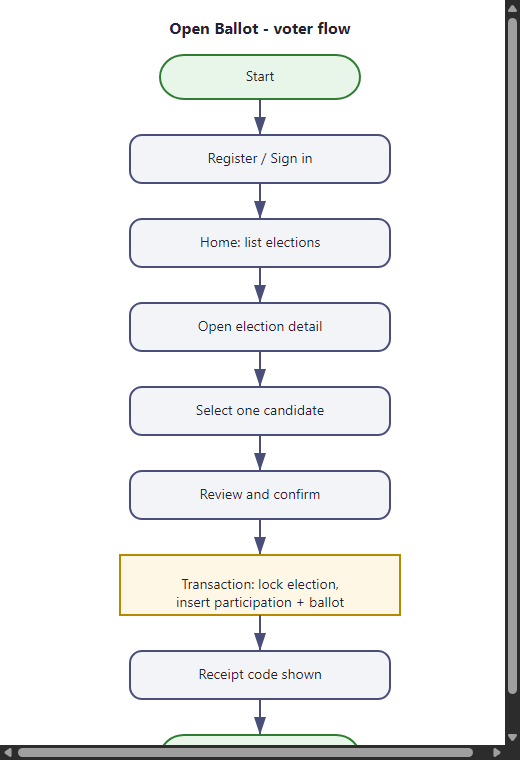 Open Ballot - voter flow
Start
Register / Sign in
Home: list elections
Open election detail
Select one candidate
Review and confirm
Transaction: lock election,
insert participation + ballot
Receipt code shown